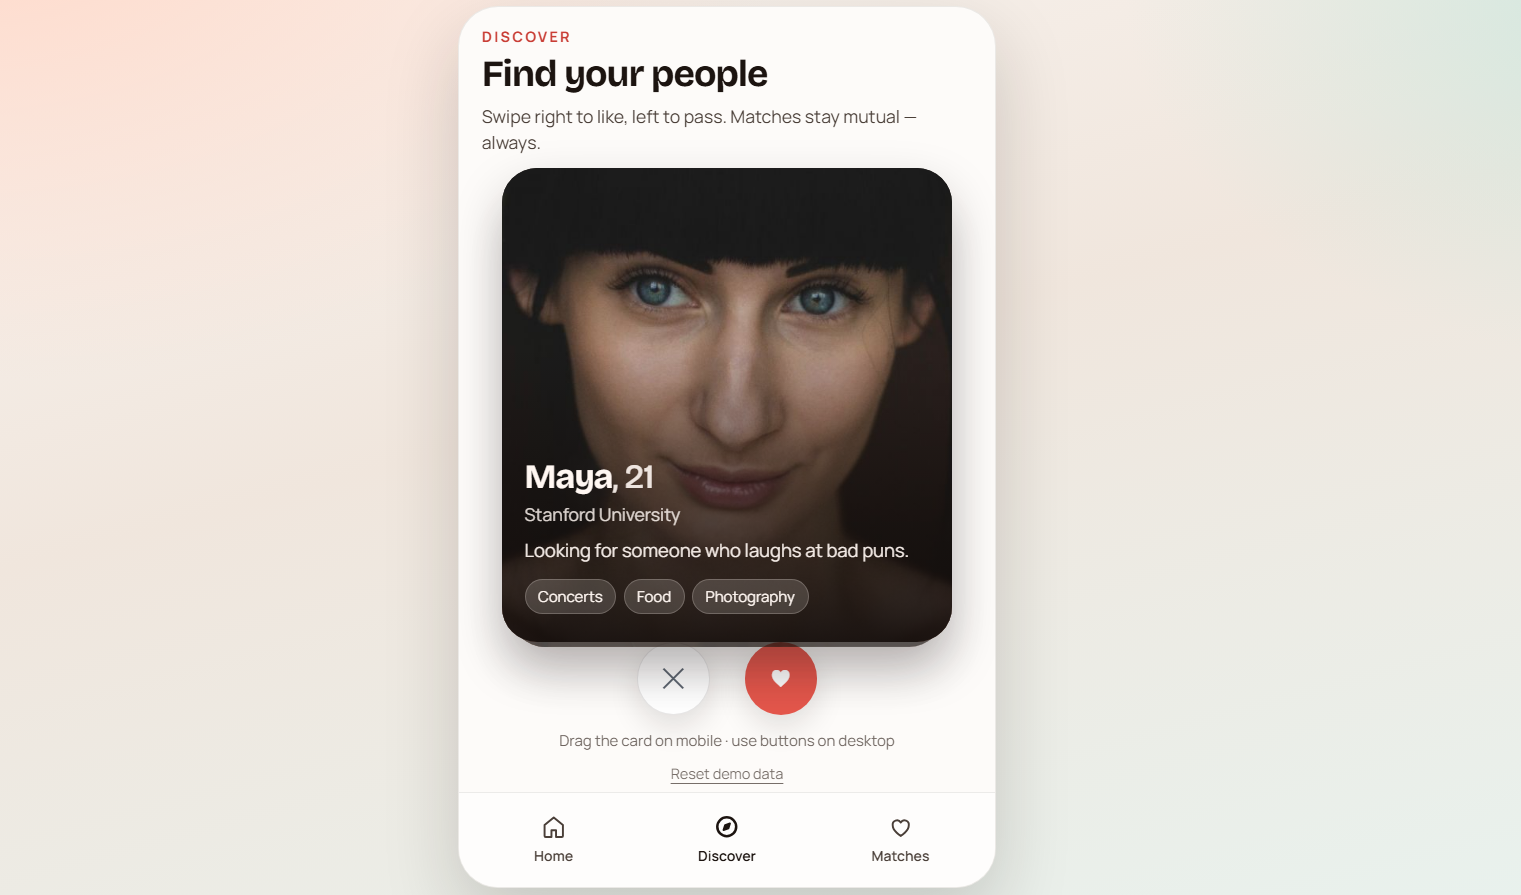 DISCOVER
Find your people
Swipe right to like, left to pass. Matches stay mutual —
always.
Maya, 21
Stanford University
Looking for someone who laughs at bad puns.
Concerts Food Photography
Drag the card on mobile · use buttons on desktop
Reset demo data
Home Discover Matches